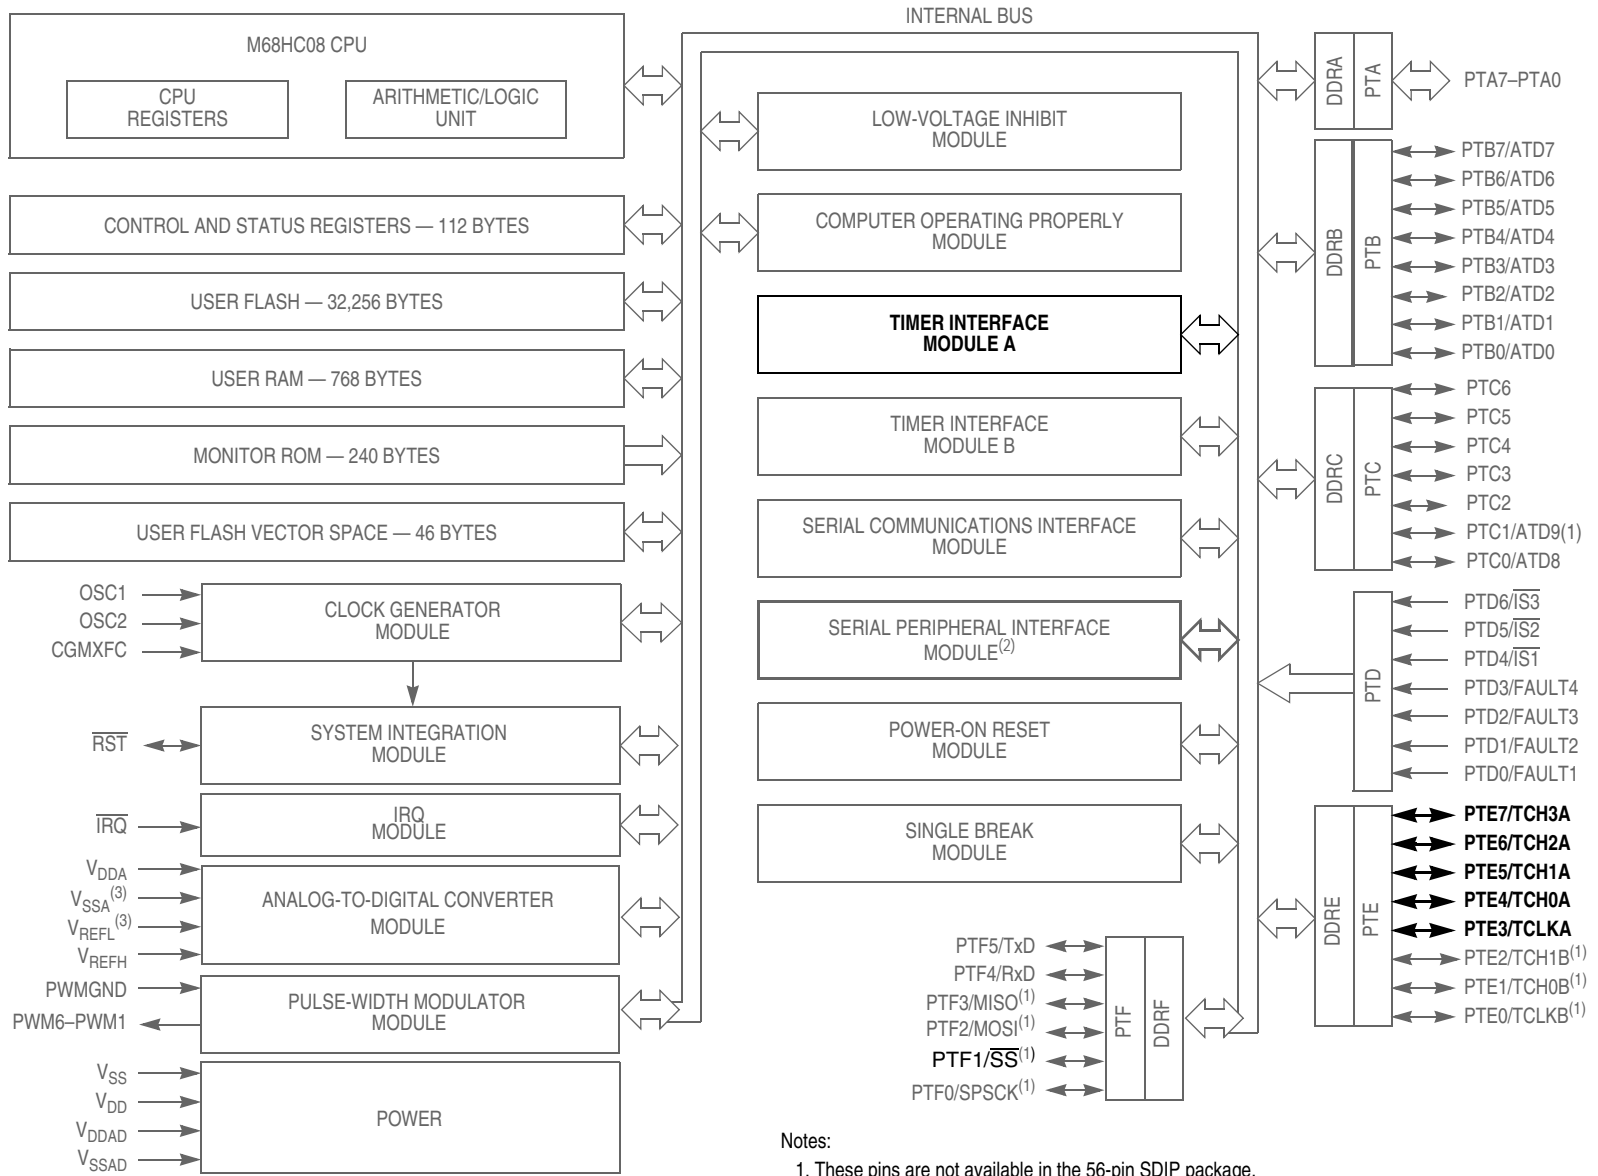 INTERNAL BUS
M68HC08 CPU
CPU
REGISTERS
ARITHMETIC/LOGIC
UNIT
CONTROL AND STATUS REGISTERS — 112 BYTES
USER FLASH — 32,256 BYTES
USER RAM — 768 BYTES
MONITOR ROM — 240 BYTES
USER FLASH VECTOR SPACE — 46 BYTES
OSC1
OSC2
CGMXFC
CLOCK GENERATOR
MODULE
RST
SYSTEM INTEGRATION
MODULE
IRQ
IRQ
MODULE
VDDA
VSSA(3)
VREFL(3)
VREFH
ANALOG-TO-DIGITAL CONVERTER
MODULE
PWMGND
PWM6–PWM1
PULSE-WIDTH MODULATOR
MODULE
VSS
VDD
VDDAD
VSSAD
POWER
LOW-VOLTAGE INHIBIT
MODULE
COMPUTER OPERATING PROPERLY
MODULE
TIMER INTERFACE
MODULE A
TIMER INTERFACE
MODULE B
SERIAL COMMUNICATIONS INTERFACE
MODULE
SERIAL PERIPHERAL INTERFACE
MODULE(2)
POWER-ON RESET
MODULE
SINGLE BREAK
MODULE
PTF5/TxD
PTF4/RxD
PTF3/MISO(1)
PTF2/MOSI(1)
PTF1/SS(1)
PTF0/SPSCK(1)
PTF
DDRF
DDRA
PTA
PTA7–PTA0
DDRB
PTB
PTB7/ATD7
PTB6/ATD6
PTB5/ATD5
PTB4/ATD4
PTB3/ATD3
PTB2/ATD2
PTB1/ATD1
PTB0/ATD0
DDRC
PTC
PTC6
PTC5
PTC4
PTC3
PTC2
PTC1/ATD9(1)
PTC0/ATD8
PTD
PTD6/IS3
PTD5/IS2
PTD4/IS1
PTD3/FAULT4
PTD2/FAULT3
PTD1/FAULT2
PTD0/FAULT1
DDRE
PTE
PTE7/TCH3A
PTE6/TCH2A
PTE5/TCH1A
PTE4/TCH0A
PTE3/TCLKA
PTE2/TCH1B(1)
PTE1/TCH0B(1)
PTE0/TCLKB(1)
Notes:
1. These pins are not available in the 56-pin SDIP package.